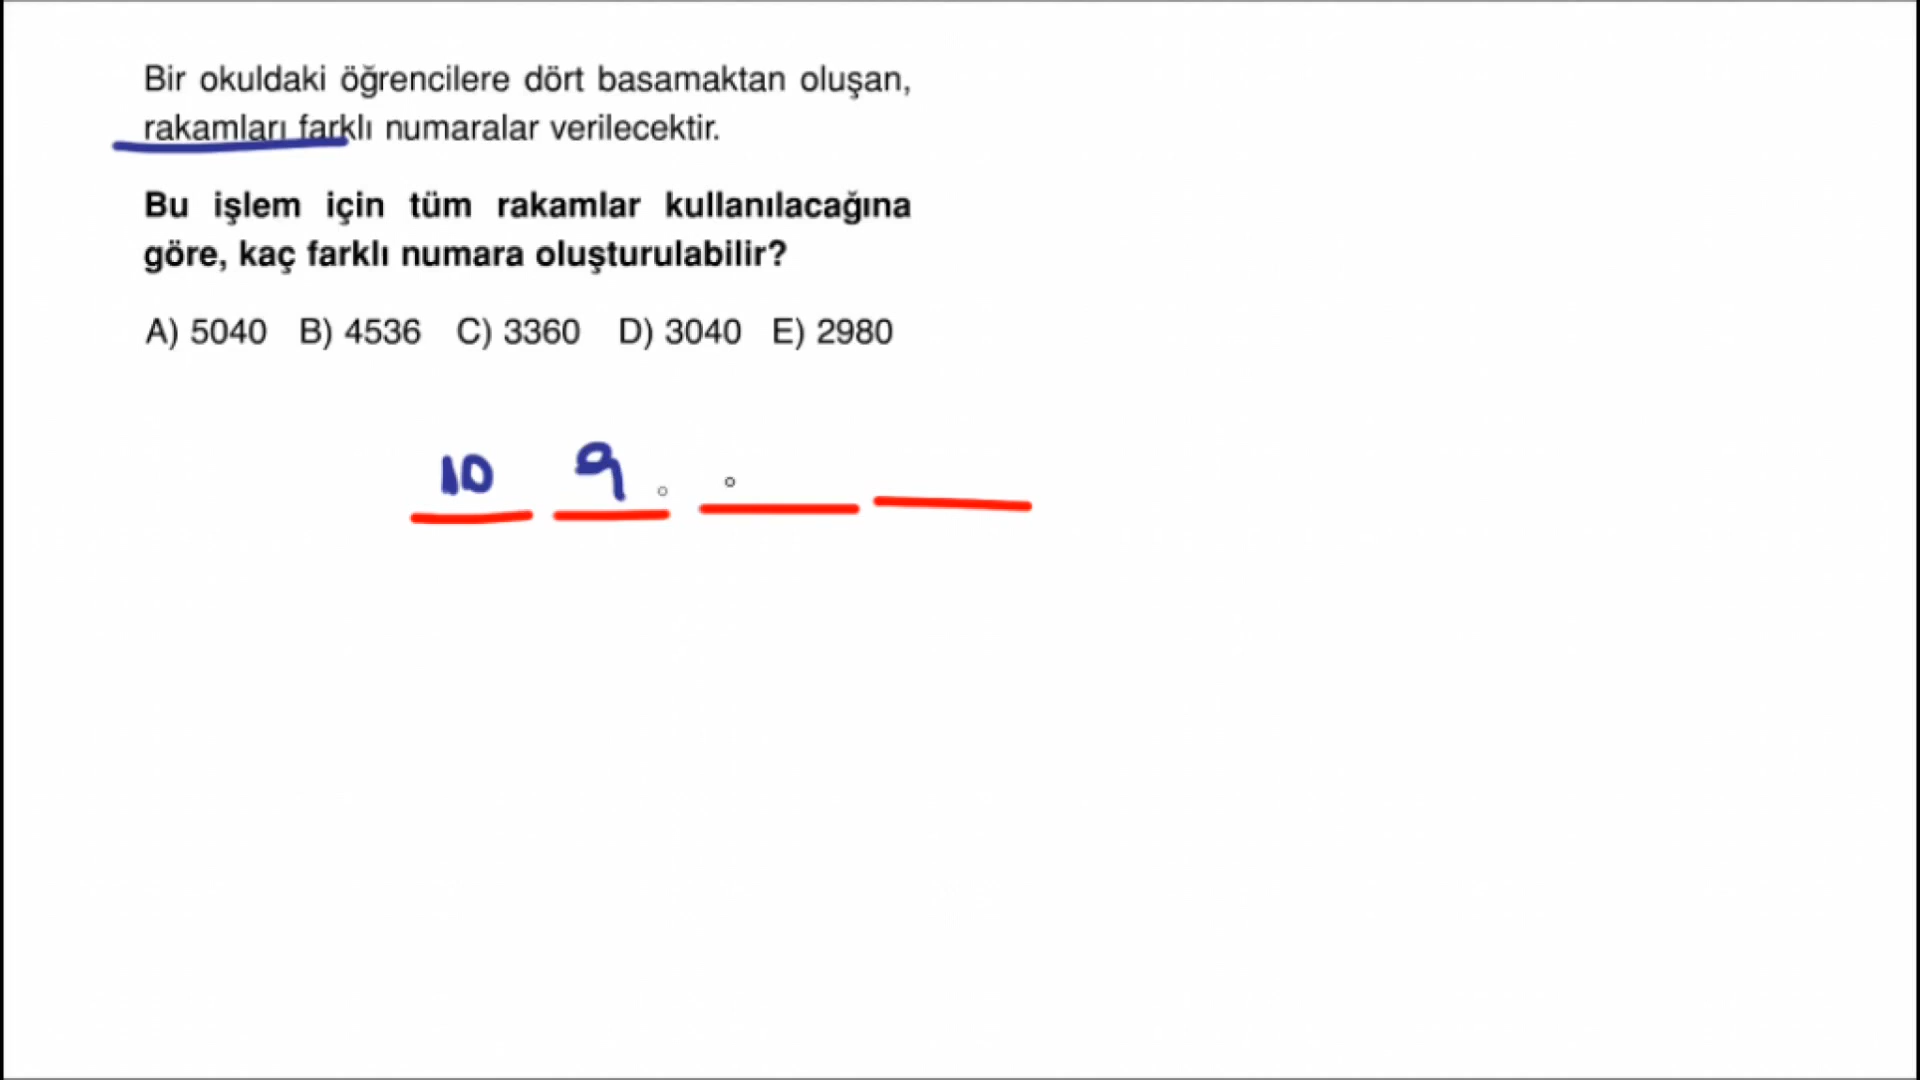 Bir okuldaki öğrencilere dört basamaktan oluşan,
rakamları farklı numaralar verilecektir.
Bu işlem için tüm rakamlar kullanılacağına
göre, kaç farklı numara oluşturulabilir?
A) 5040 B) 4536 C) 3360 D) 3040 E) 2980
10 9